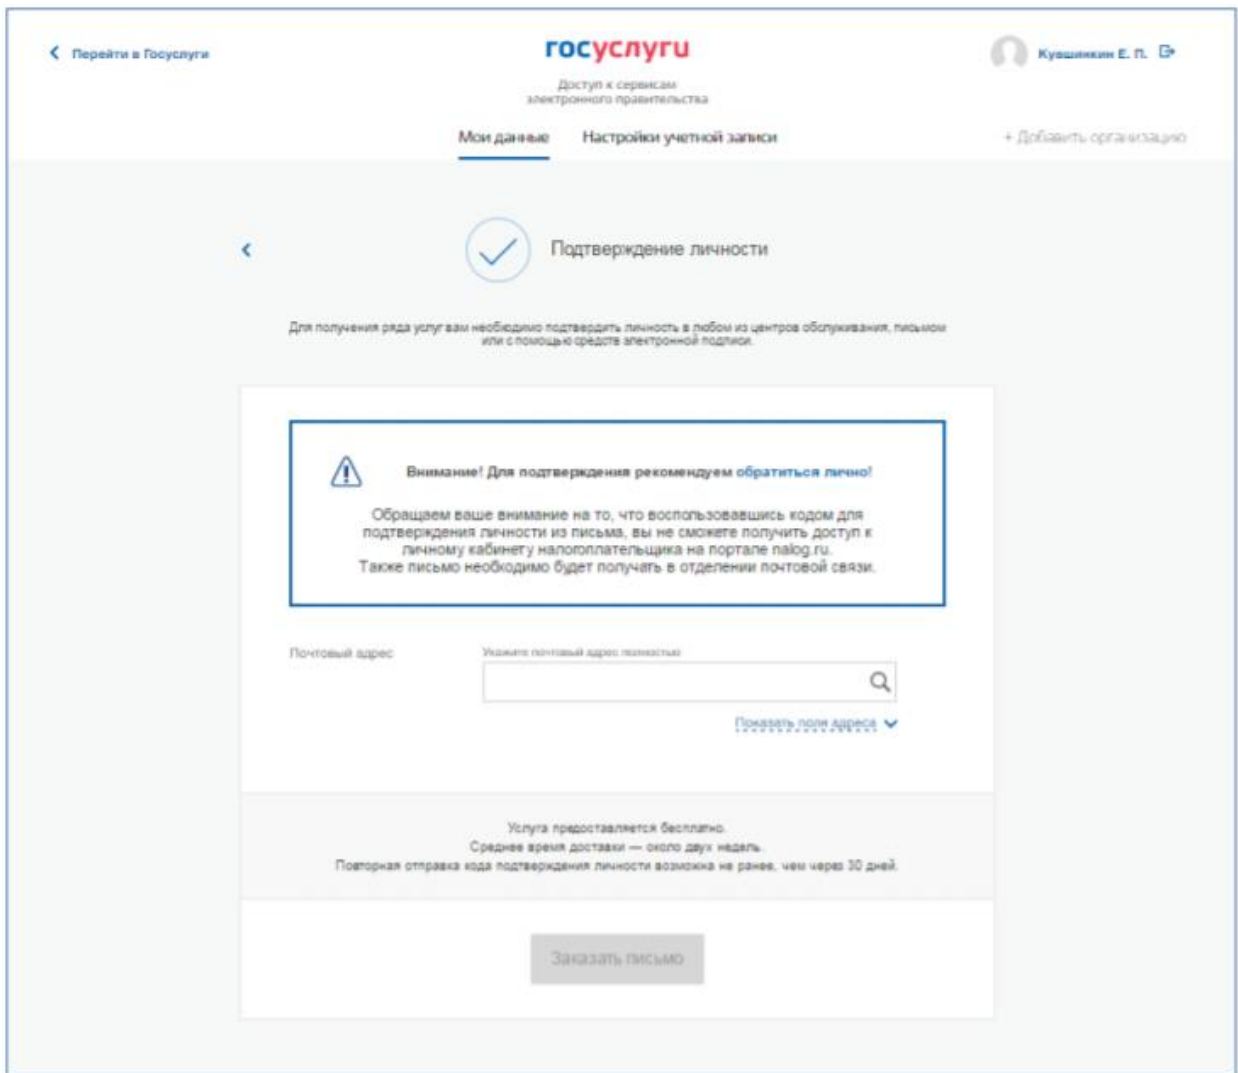 Перейти в Госуслуги
госуслуги
Кувшинкин Е. П.
Доступ к сервисам
электронного правительства
Мои данные
Настройки учетной записи
+ Добавить организацию
Подтверждение личности
Для получения ряда услуг вам необходимо подтвердить личность в любом из центров обслуживания, письмом
или с помощью средств электронной подписи.
Внимание! Для подтверждения рекомендуем обратиться лично!
Обращаем ваше внимание на то, что воспользовавшись кодом для
подтверждения личности из письма, вы не сможете получить доступ к
личному кабинету налогоплательщика на портале nalog.ru.
Также письмо необходимо будет получать в отделении почтовой связи.
Почтовый адрес
Укажите почтовый адрес полностью
Показать поля адреса
Услуга предоставляется бесплатно.
Среднее время доставки — около двух недель.
Повторная отправка кода подтверждения личности возможна не ранее, чем через 30 дней.
Заказать письмо